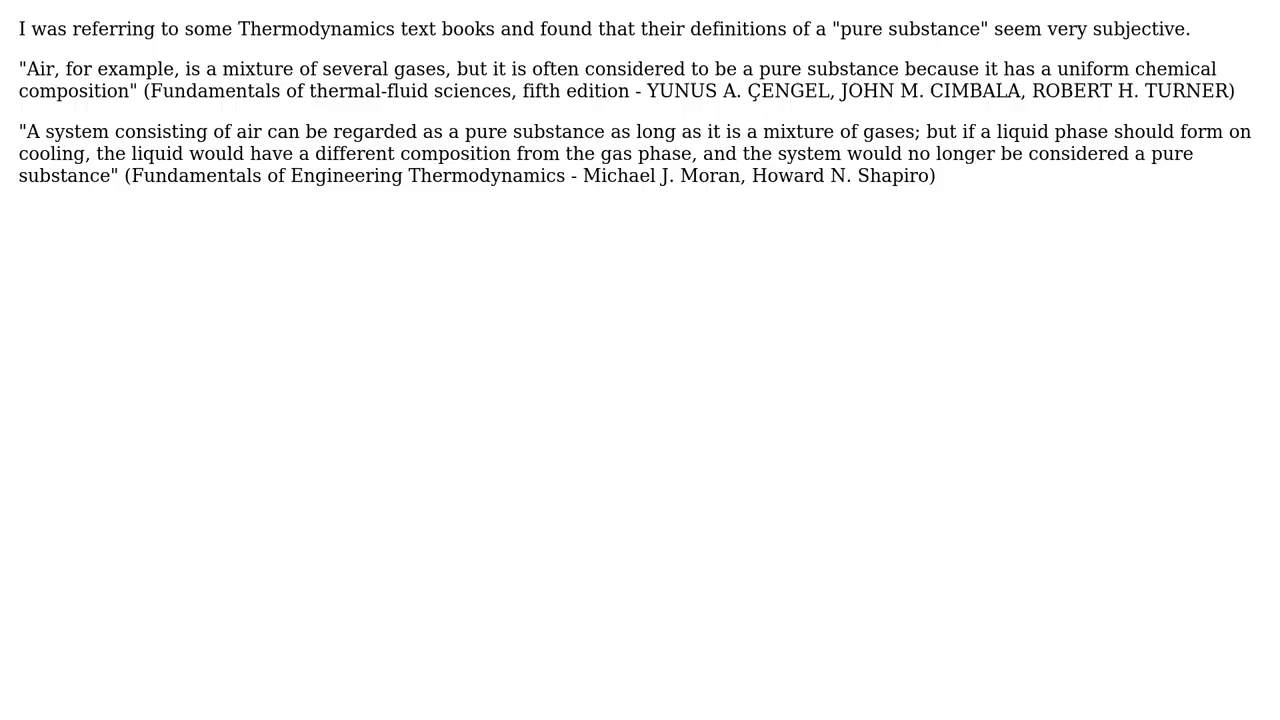 I was referring to some Thermodynamics text books and found that their definitions of a "pure substance" seem very subjective.
"Air, for example, is a mixture of several gases, but it is often considered to be a pure substance because it has a uniform chemical
composition" (Fundamentals of thermal-fluid sciences, fifth edition - YUNUS A. ÇENGEL, JOHN M. CIMBALA, ROBERT H. TURNER)
"A system consisting of air can be regarded as a pure substance as long as it is a mixture of gases; but if a liquid phase should form on
cooling, the liquid would have a different composition from the gas phase, and the system would no longer be considered a pure
substance" (Fundamentals of Engineering Thermodynamics - Michael J. Moran, Howard N. Shapiro)